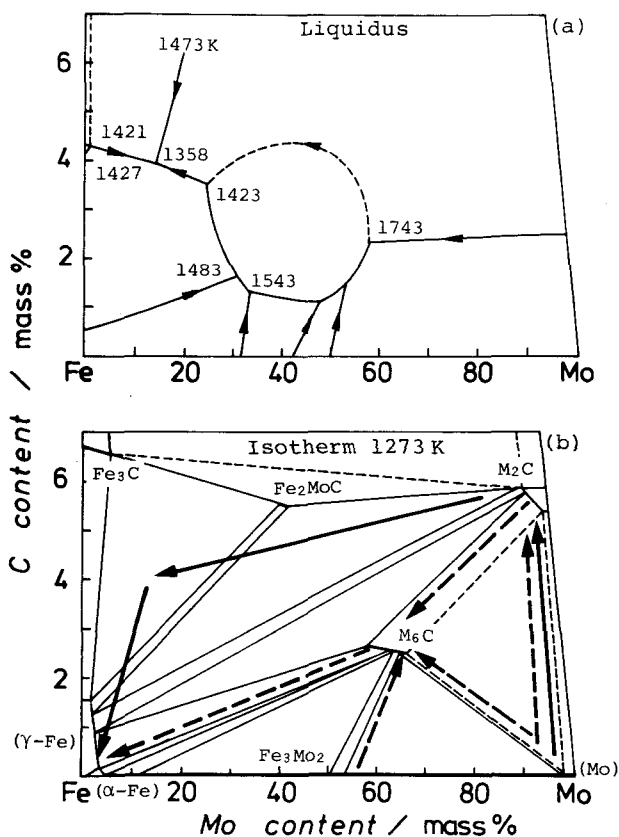 Liquidus
(a)
1473K
6
1421
4
1358
1427
1423
1743
2
1483
1543
Fe
20
40
60
80
Mo
C content / mass %
Isotherm 1273K
(b)
M₂C
6
Fe₃C
Fe₂MoC
4
M₆C
2
(γ-Fe)
Fe₃Mo₂
(Mo)
Fe
(α-Fe)
20
40
60
80
Mo
Mo content / mass %